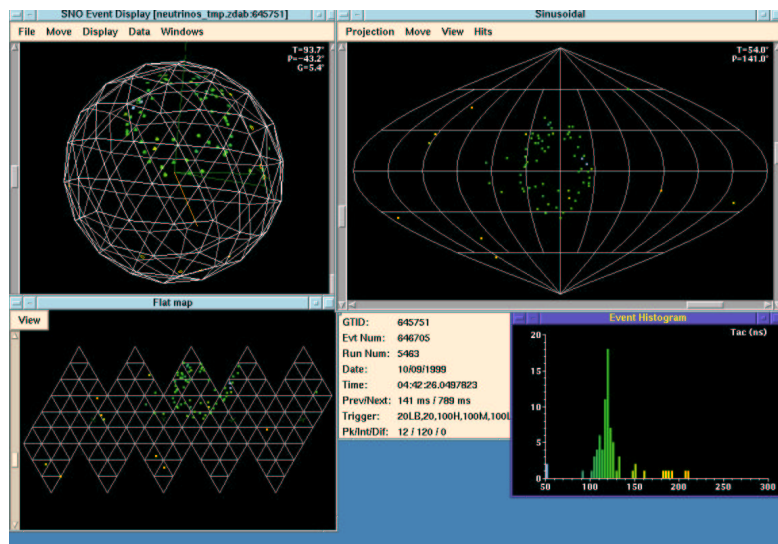 SNO Event Display [neutrinos_tmp.zdab:645751]
File Move Display Data Windows
T=93.7°
P=-43.2°
G=5.4°
Sinusoidal
Projection Move View Hits
T=54.0°
P=141.0°
Flat map
View
GTID: 645751
Evt Num: 646705
Run Num: 5463
Date: 10/09/1999
Time: 04:42:26.0497823
Prev/Next: 141 ms / 789 ms
Trigger: 20LB,20,100H,100M,100L
Pk/Int/Dif: 12 / 120 / 0
Event Histogram
Tac (ns)
20
15
10
5
0
50 100 150 200 250 300